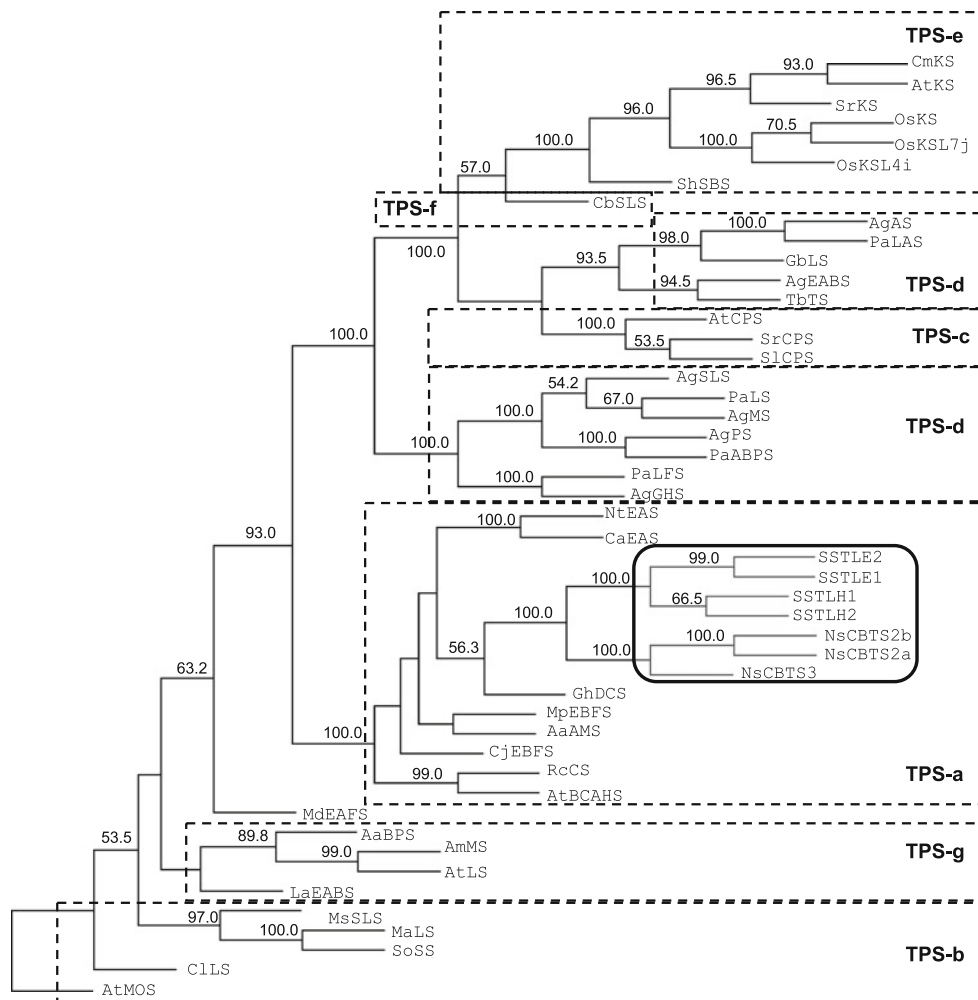 TPS-e
CmKS
93.0
AtKS
96.5
SrKS
96.0
OsKS
70.5
100.0
OsKSL7j
100.0
OsKSL4i
57.0
ShSBS
TPS-f
CbSLS
100.0
AgAS
100.0
98.0
PaLAS
93.5
GbLS
94.5
AgEABS
TPS-d
TbTS
100.0
AtCPS
100.0
53.5
SrCPS
TPS-c
SlCPS
54.2
AgSLS
67.0
PaLS
100.0
AgMS
TPS-d
100.0
AgPS
100.0
PaABPS
100.0
PaLFS
AgGHS
93.0
100.0
NtEAS
CaEAS
99.0
SSTLE2
100.0
SSTLE1
66.5
SSTLH1
SSTLH2
100.0
56.3
100.0
NsCBTS2b
100.0
NsCBTS2a
NsCBTS3
63.2
GhDCS
MpEBFS
100.0
AaAMS
CjEBFS
99.0
RcCS
TPS-a
AtBCAHS
MdEAFS
53.5
89.8
AaBPS
99.0
AmMS
TPS-g
AtLS
LaEABS
97.0
MsSLS
100.0
MaLS
SoSS
TPS-b
ClLS
AtMOS